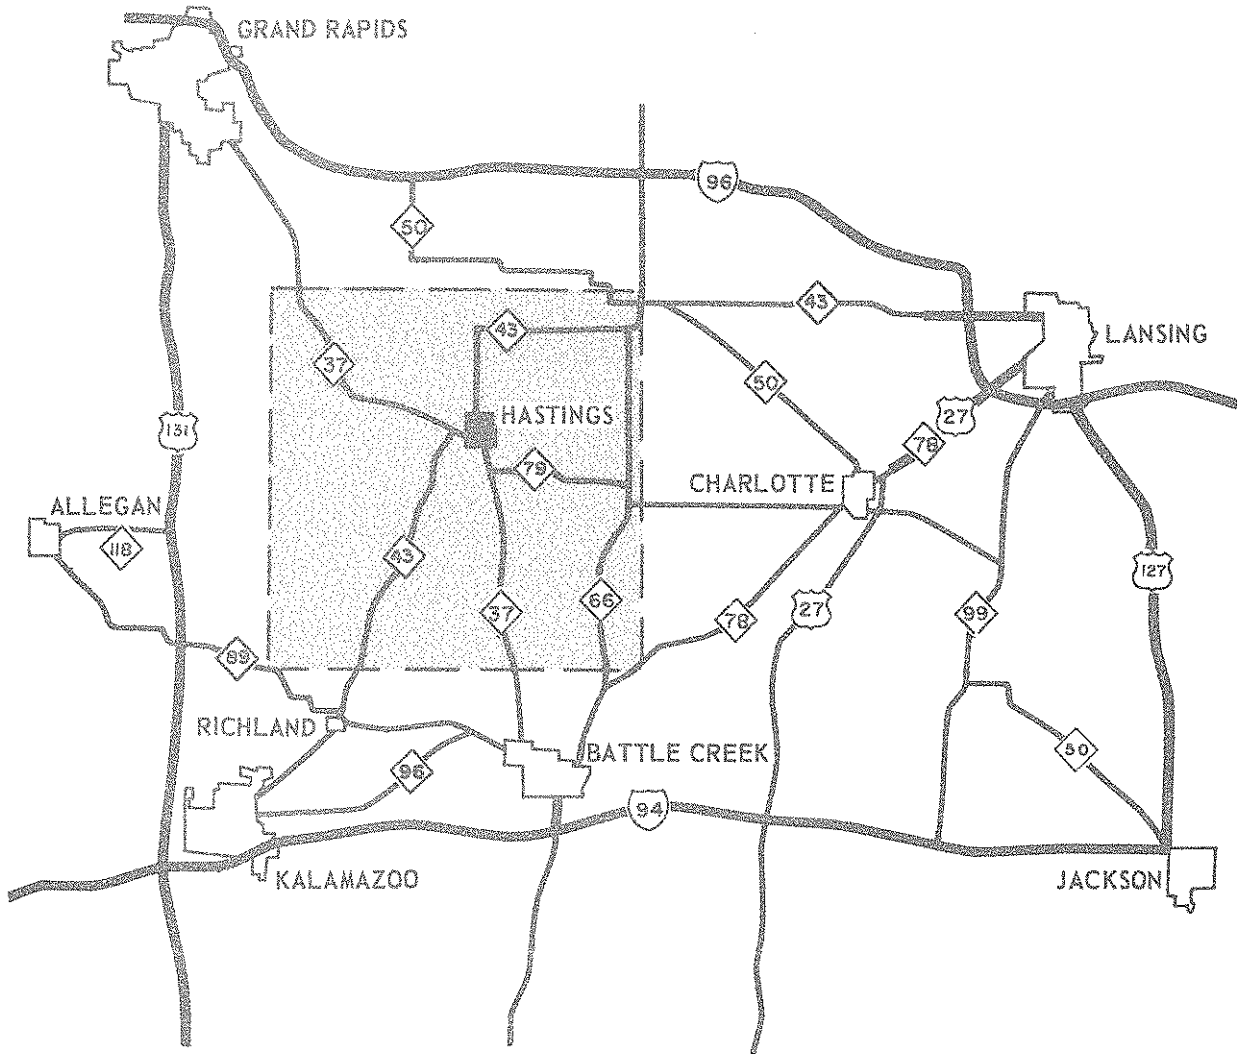 GRAND RAPIDS
96
50
43
LANSING
43
37
50
131
HASTINGS
27
78
79
CHARLOTTE
ALLEGAN
118
43
127
66
27
37
78
99
89
RICHLAND
BATTLE CREEK
50
96
94
KALAMAZOO
JACKSON